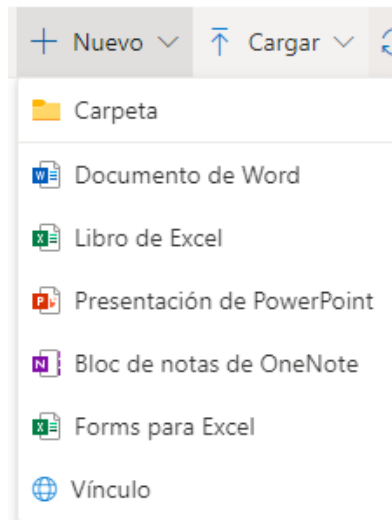 Nuevo Cargar
Carpeta
Documento de Word
Libro de Excel
Presentación de PowerPoint
Bloc de notas de OneNote
Forms para Excel
Vínculo